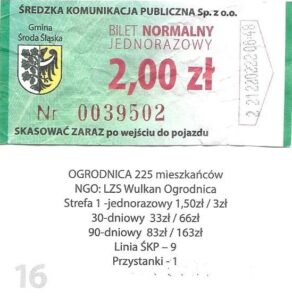 ŚREDZKA KOMUNIKACJA PUBLICZNA Sp. z o.o.
Gmina
Środa Śląska
BILET NORMALNY
JEDNORAZOWY
2,00 zł
Nr 0039502
SKASOWAĆ ZARAZ po wejściu do pojazdu
OGRODNICA 225 mieszkańców
NGO: LZS Wulkan Ogrodnica
Strefa 1 -jednorazowy 1,50zł / 3zł
30-dniowy 33zł / 66zł
90-dniowy 83zł / 163zł
Linia ŚKP – 9
Przystanki - 1
16